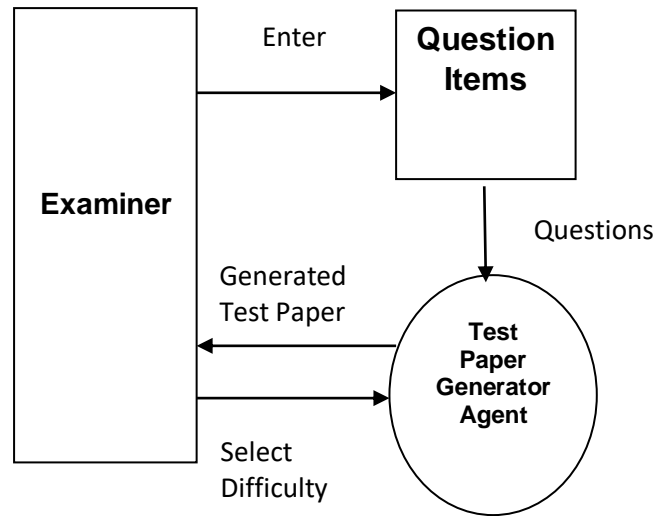 Enter
Question
Items
Examiner
Questions
Generated
Test Paper
Test
Paper
Generator
Agent
Select
Difficulty